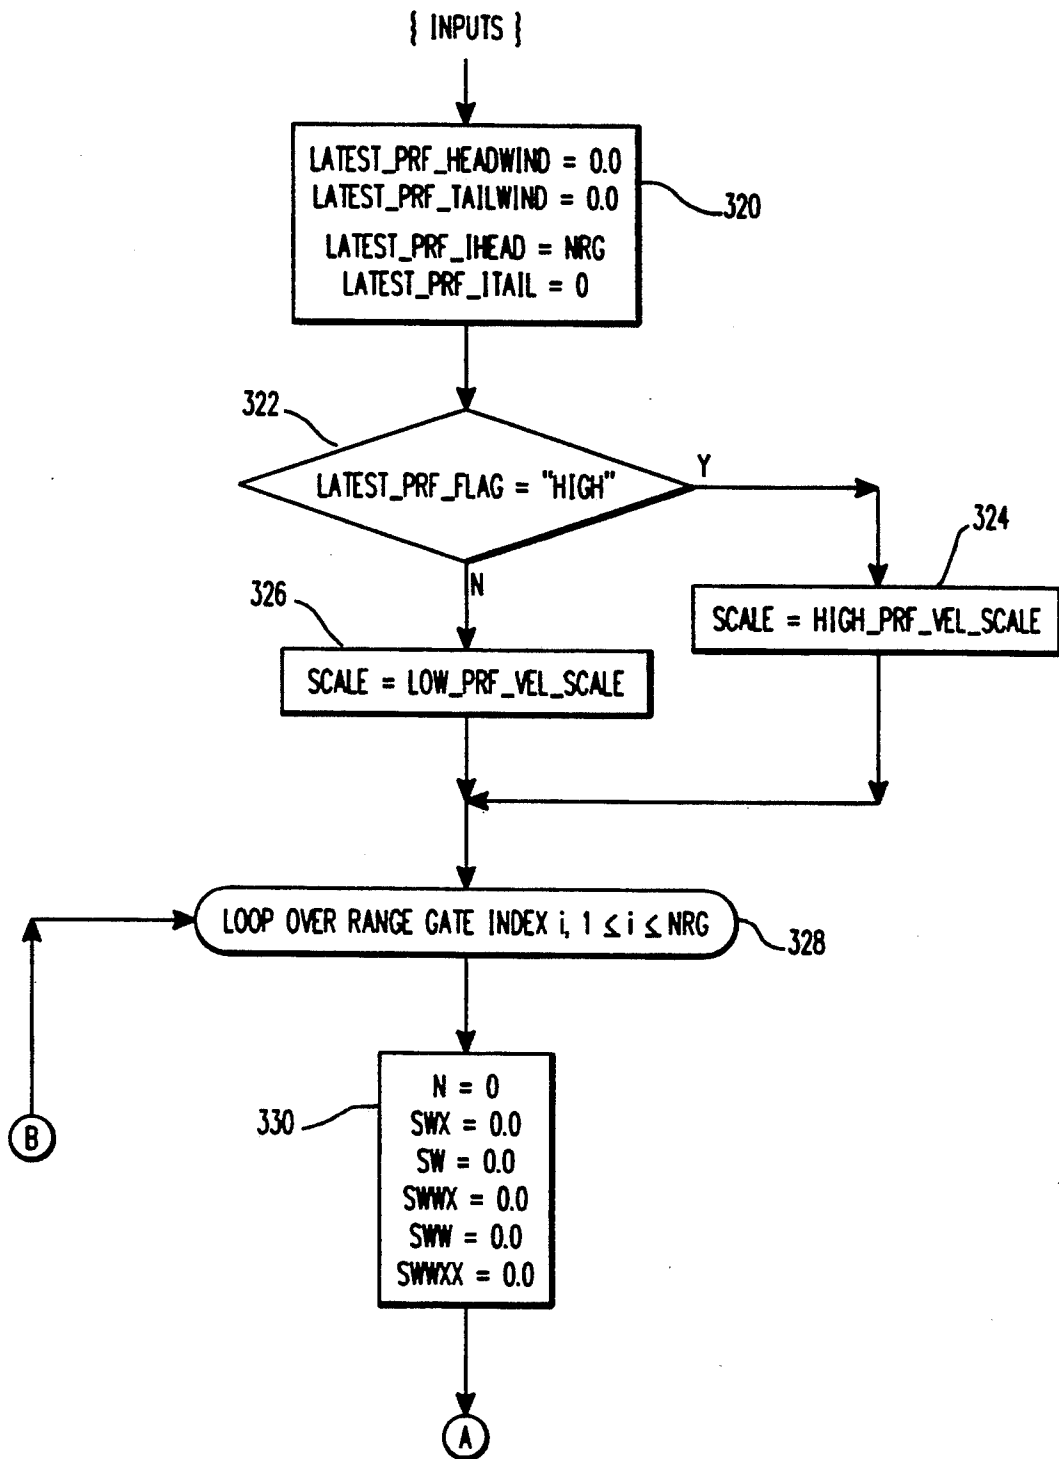 { INPUTS }
LATEST_PRF_HEADWIND = 0.0
LATEST_PRF_TAILWIND = 0.0
LATEST_PRF_IHEAD = NRG
LATEST_PRF_ITAIL = 0
320
322
LATEST_PRF_FLAG = "HIGH"
Y
N
324
SCALE = HIGH_PRF_VEL_SCALE
326
SCALE = LOW_PRF_VEL_SCALE
LOOP OVER RANGE GATE INDEX i, 1 ≤ i ≤ NRG
328
330
N = 0
SWX = 0.0
SW = 0.0
SWWX = 0.0
SWW = 0.0
SWWXX = 0.0
B
A